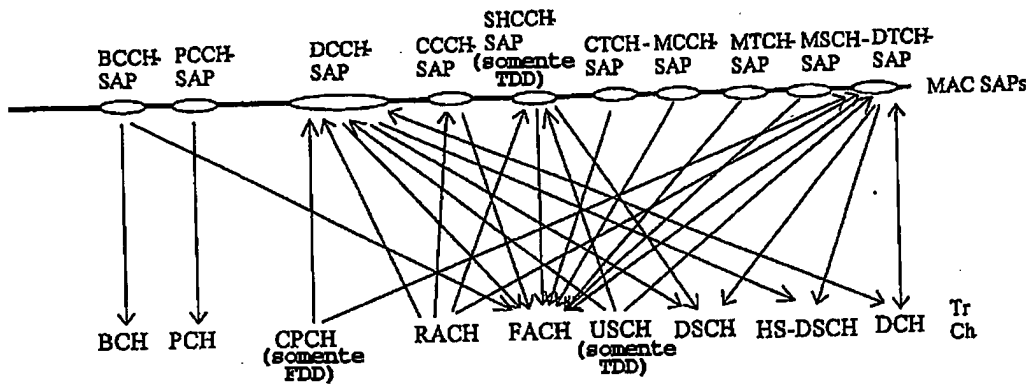 BCCH-
SAP
PCCH-
SAP
DCCH-
SAP
CCCH-
SAP
SHCCH-
SAP
(somente
TDD)
CTCH-
SAP
MCCH-
SAP
MTCH-
SAP
MSCH-
SAP
DTCH-
SAP
MAC SAPs
BCH
PCH
CPCH
(somente
FDD)
RACH
FACH
USCH
(somente
TDD)
DSCH
HS-DSCH
DCH
Tr
Ch